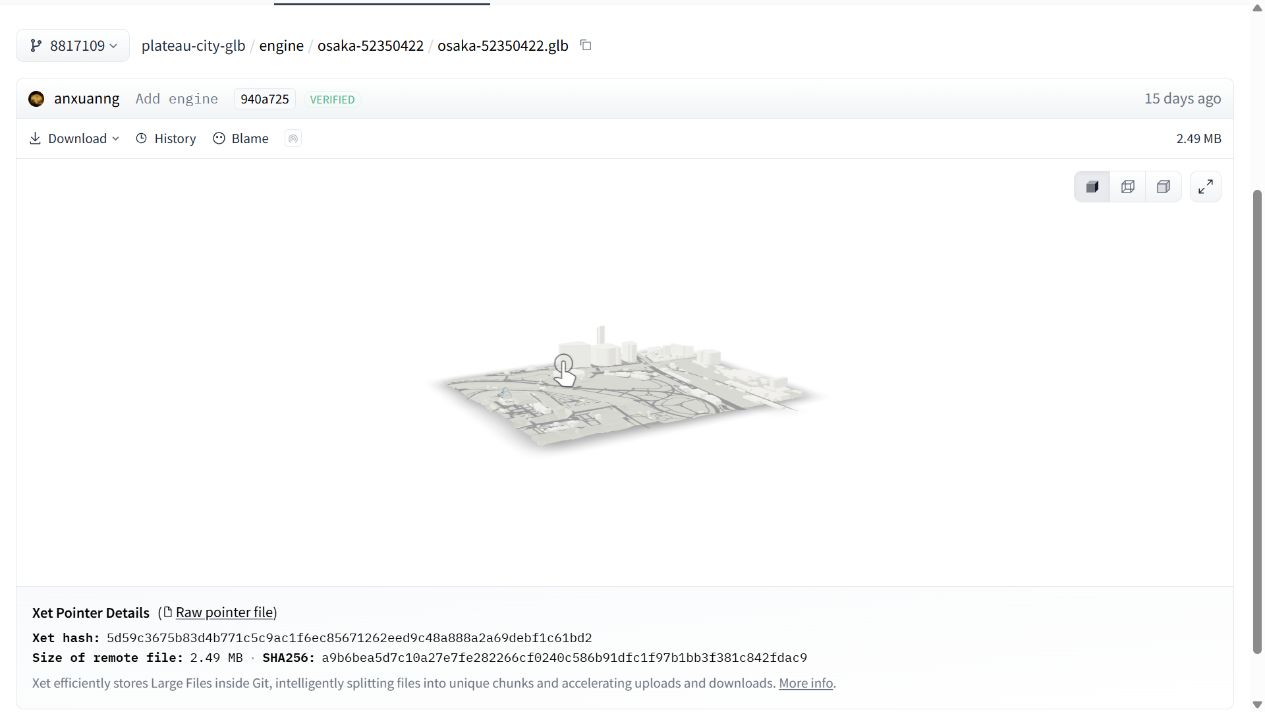 8817109 plateau-city-glb / engine / osaka-52350422 / osaka-52350422.glb
anxuanng Add engine 940a725 VERIFIED 15 days ago
Download History Blame 2.49 MB
Xet Pointer Details (Raw pointer file)
Xet hash: 5d59c3675b83d4b771c5c9ac1f6ec85671262eed9c48a888a2a69debf1c61bd2
Size of remote file: 2.49 MB · SHA256: a9b6bea5d7c10a27e7fe282266cf0240c586b91dfc1f97b1bb3f381c842fdac9
Xet efficiently stores Large Files inside Git, intelligently splitting files into unique chunks and accelerating uploads and downloads. More info.